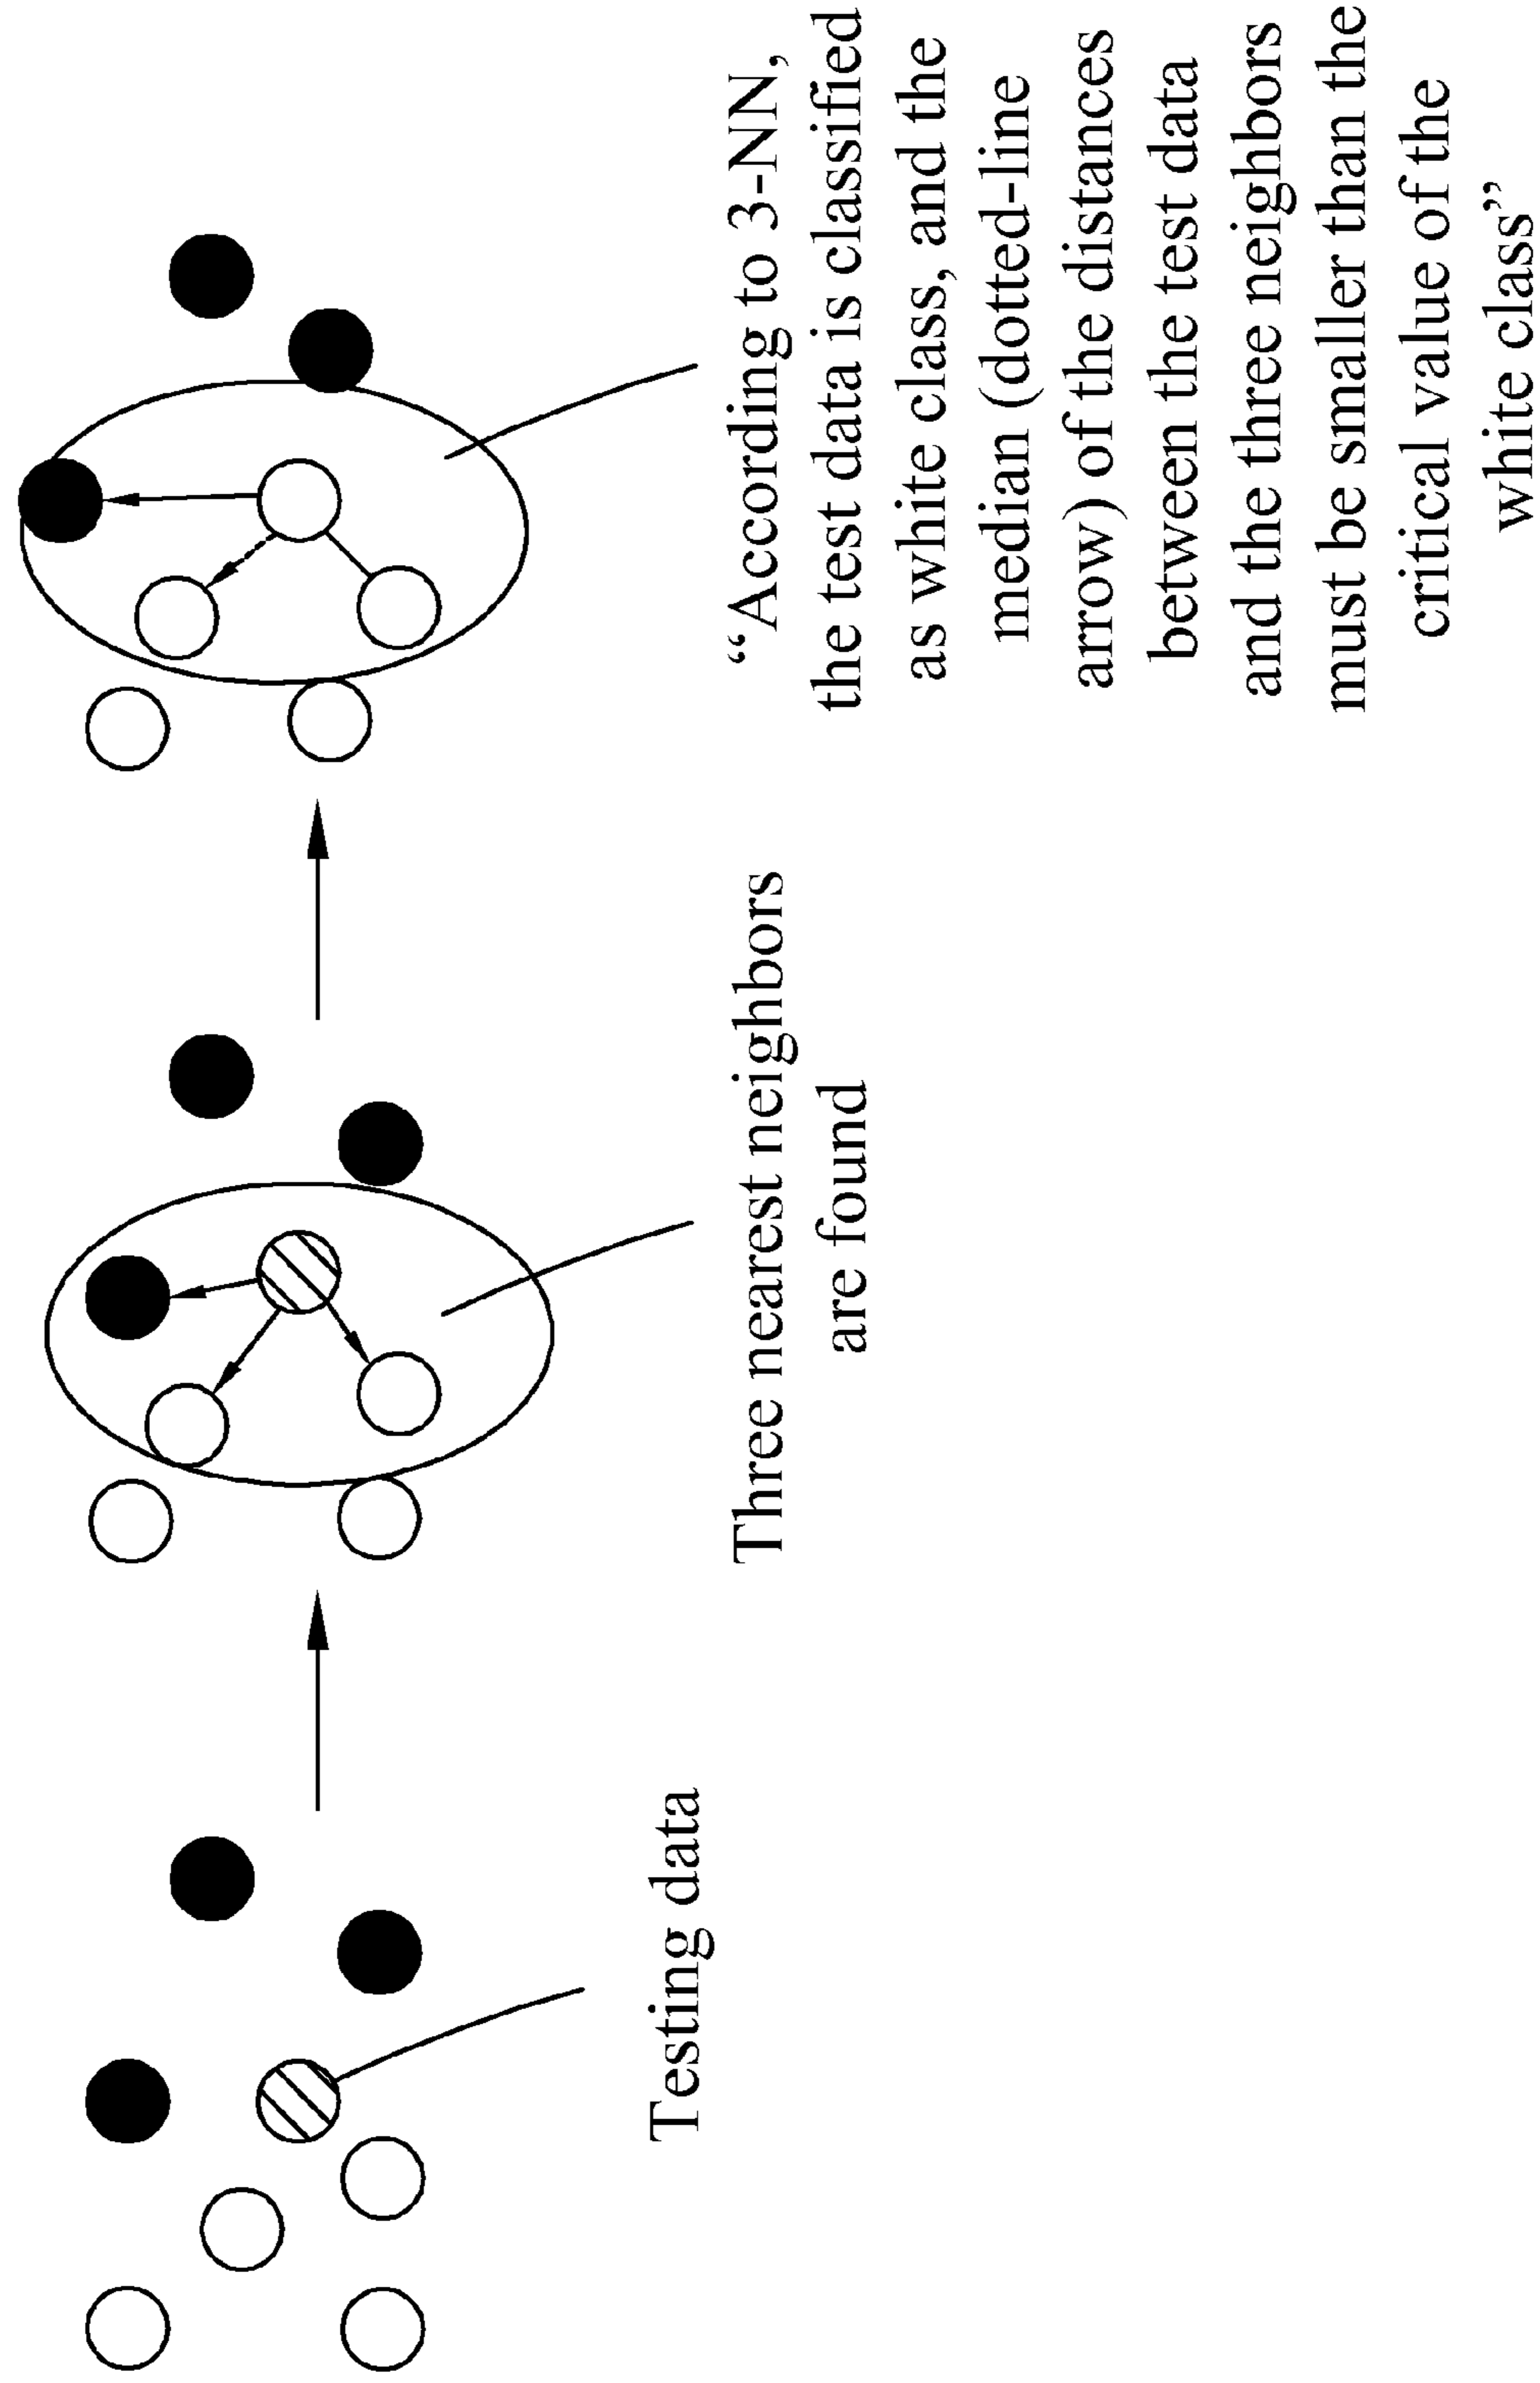 Testing data
Three nearest neighbors
are found
“According to 3-NN,
the test data is classified
as white class, and the
median (dotted-line
arrow) of the distances
between the test data
and the three neighbors
must be smaller than the
critical value of the
white class”